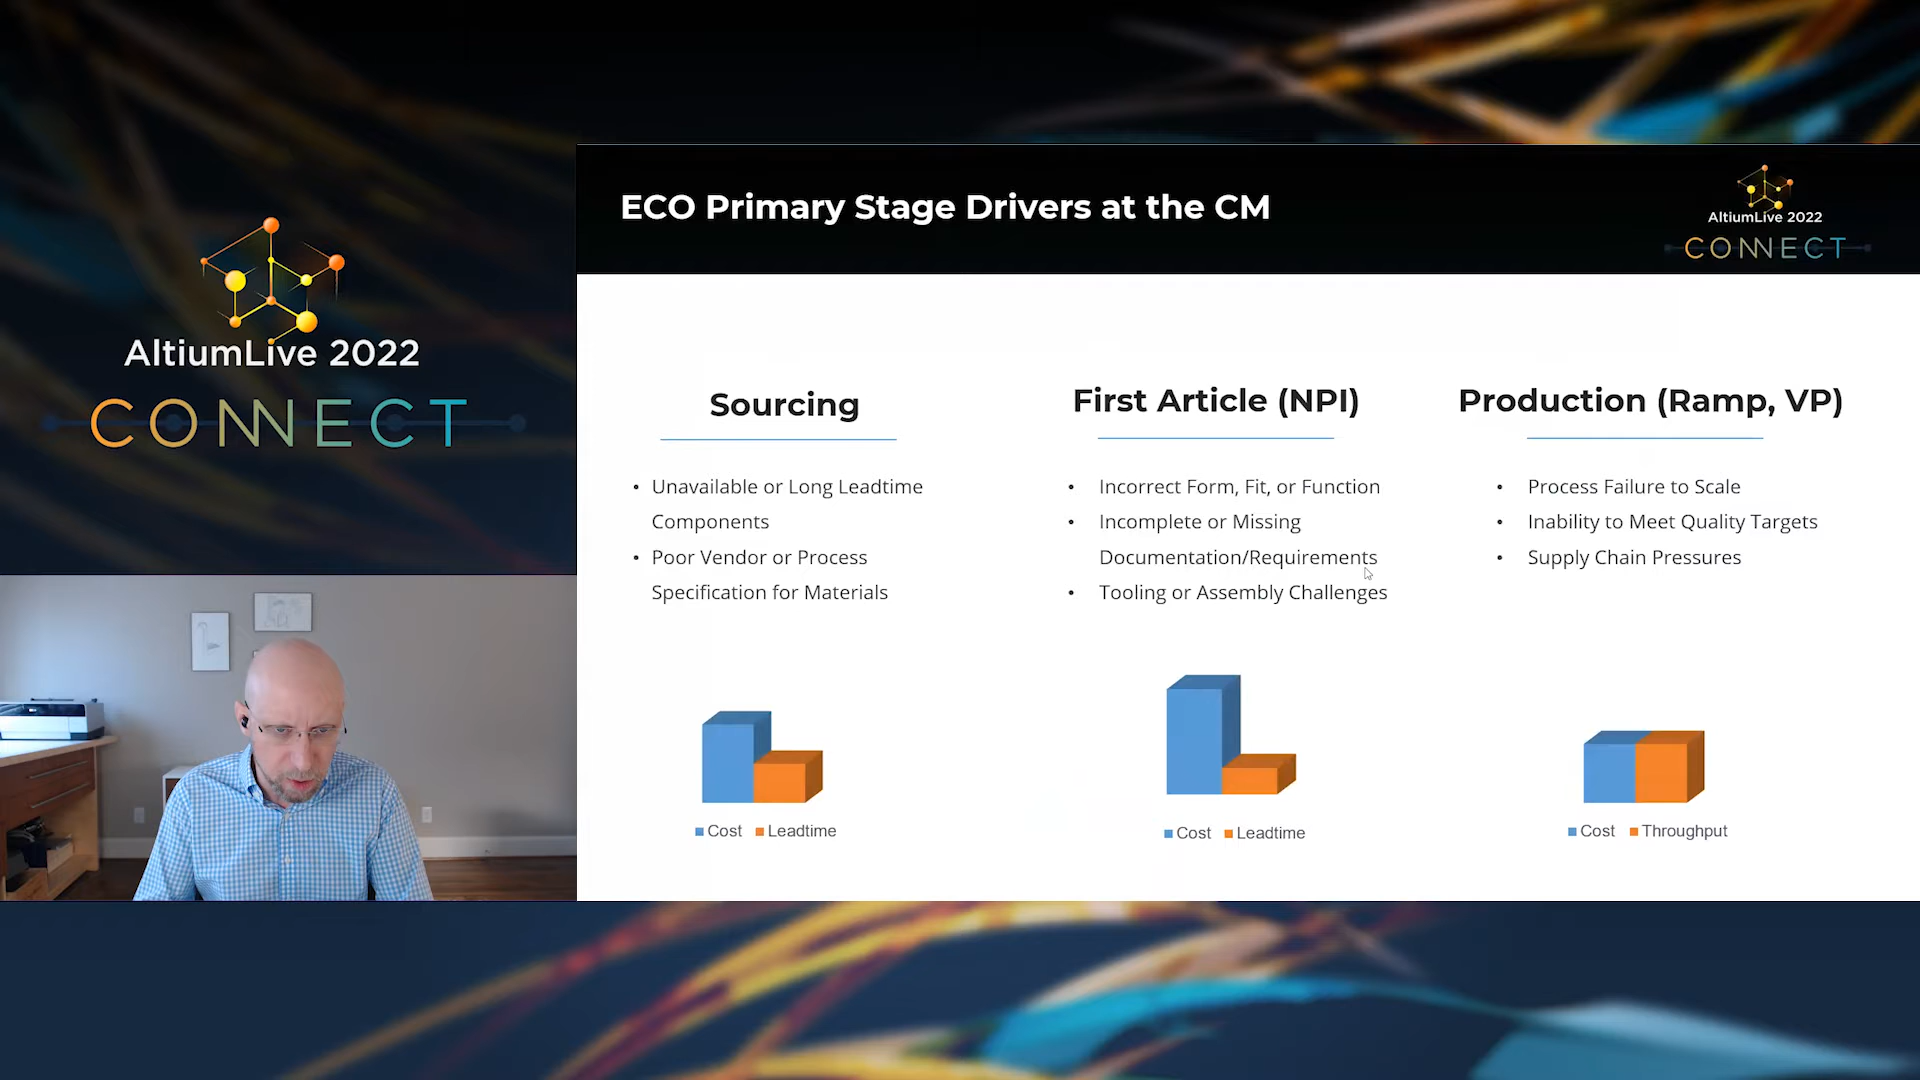 AltiumLive 2022
CONNECT
ECO Primary Stage Drivers at the CM
AltiumLive 2022
CONNECT
Sourcing
• Unavailable or Long Leadtime
Components
• Poor Vendor or Process
Specification for Materials
Cost Leadtime
First Article (NPI)
• Incorrect Form, Fit, or Function
• Incomplete or Missing
Documentation/Requirements
• Tooling or Assembly Challenges
Cost Leadtime
Production (Ramp, VP)
• Process Failure to Scale
• Inability to Meet Quality Targets
• Supply Chain Pressures
Cost Throughput